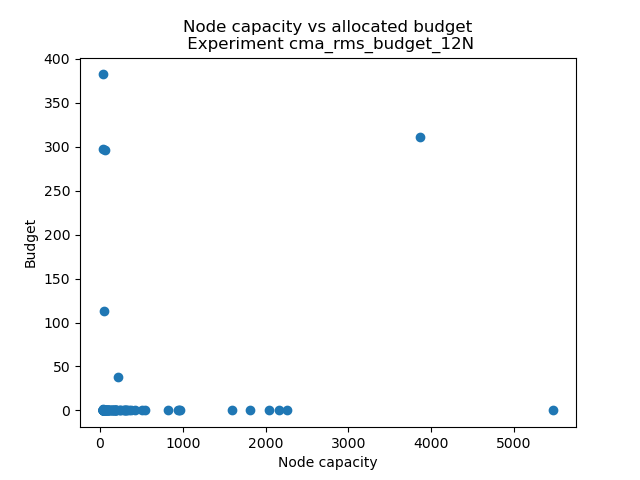 Node capacity vs allocated budget
Experiment cma_rms_budget_12N
400
350
300
250
200
150
100
50
0
Budget
0 1000 2000 3000 4000 5000
Node capacity